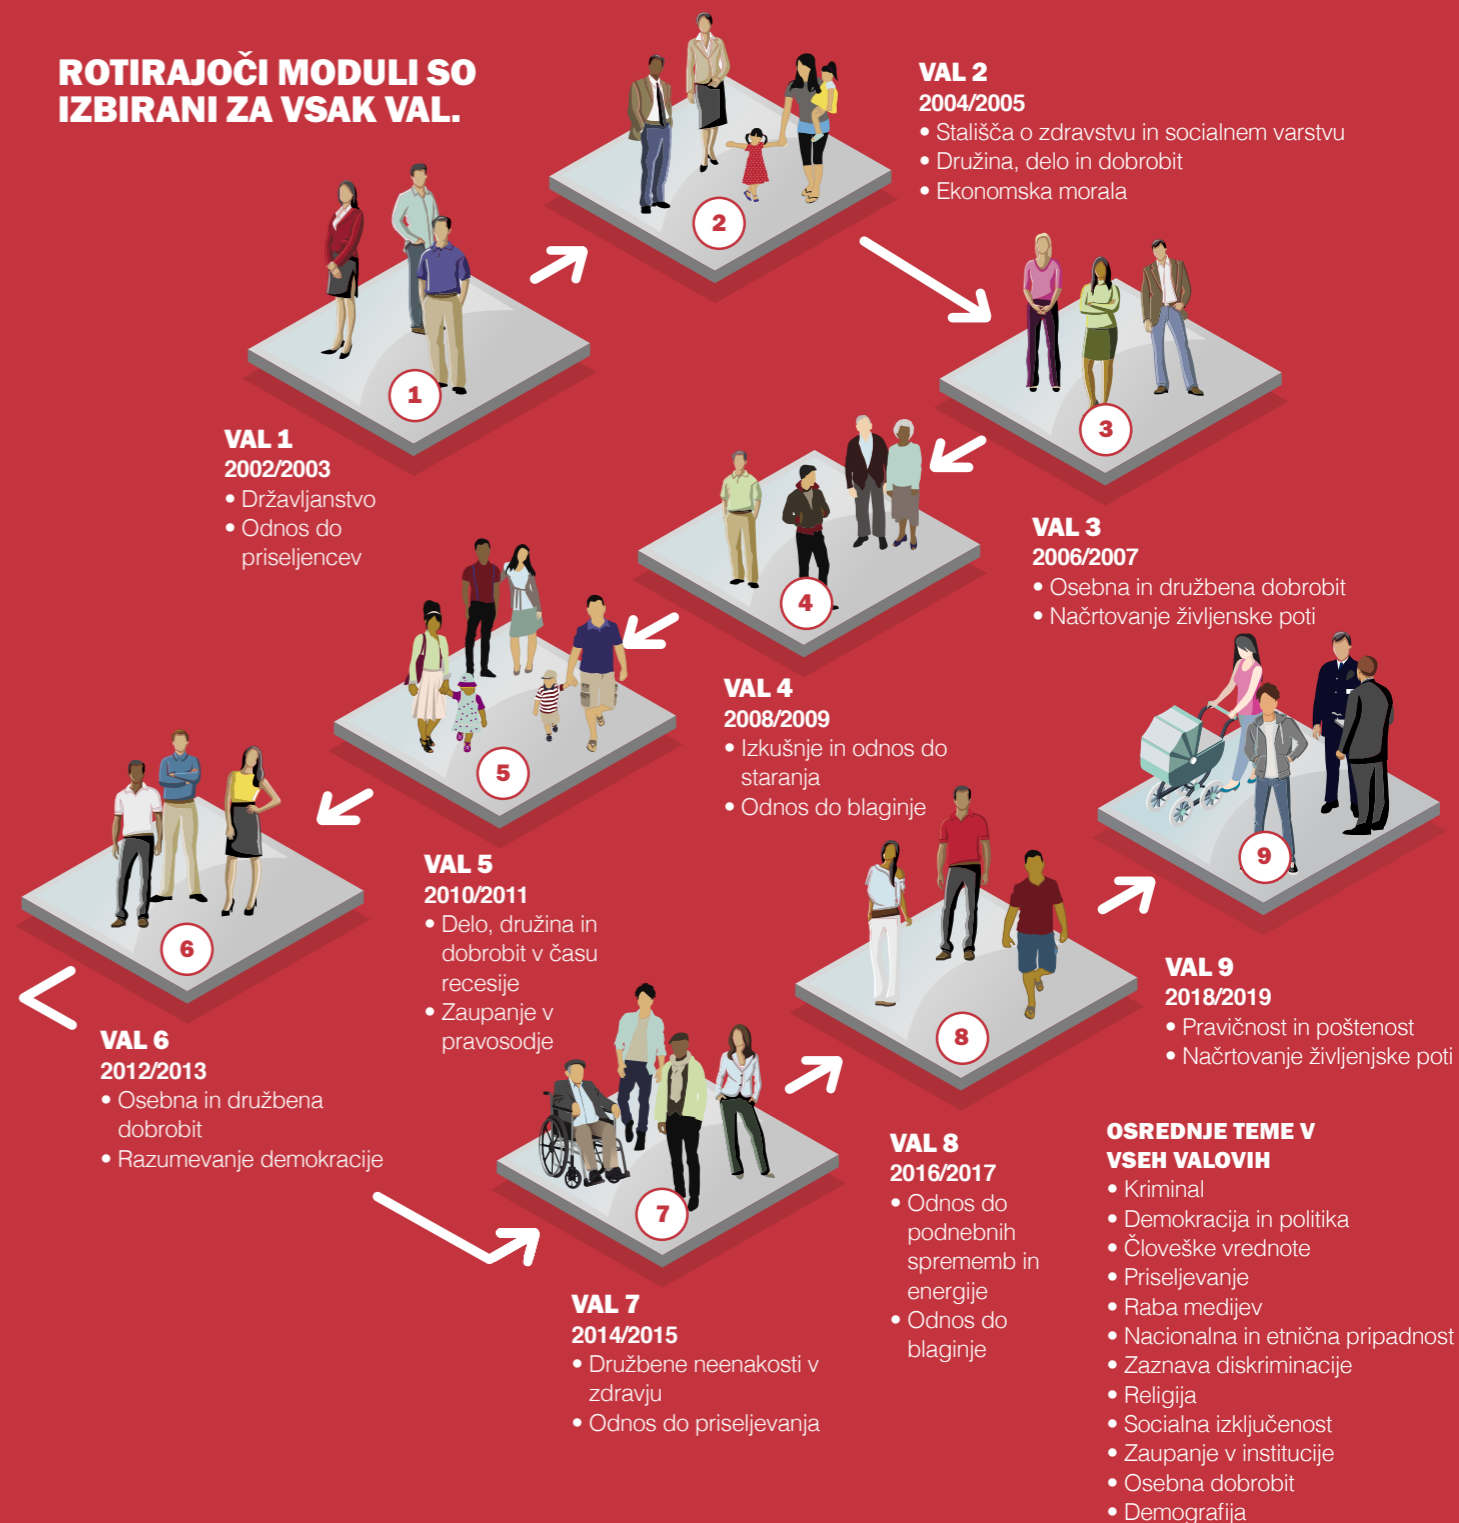 ROTIRAJOČI MODULI SO
IZBIRANI ZA VSAK VAL.
1
VAL 1
2002/2003
• Državljanstvo
• Odnos do
priseljencev
2
VAL 2
2004/2005
• Stališča o zdravstvu in socialnem varstvu
• Družina, delo in dobrobit
• Ekonomska morala
3
VAL 3
2006/2007
• Osebna in družbena dobrobit
• Načrtovanje življenske poti
4
VAL 4
2008/2009
• Izkušnje in odnos do
staranja
• Odnos do blaginje
5
VAL 5
2010/2011
• Delo, družina in
dobrobit v času
recesije
• Zaupanje v
pravosodje
6
VAL 6
2012/2013
• Osebna in družbena
dobrobit
• Razumevanje demokracije
7
VAL 7
2014/2015
• Družbene neenakosti v
zdravju
• Odnos do priseljevanja
8
VAL 8
2016/2017
• Odnos do
podnebnih
sprememb in
energije
• Odnos do
blaginje
9
VAL 9
2018/2019
• Pravičnost in poštenost
• Načrtovanje življenjske poti
OSREDNJE TEME V
VSEH VALOVIH
• Kriminal
• Demokracija in politika
• Človeške vrednote
• Priseljevanje
• Raba medijev
• Nacionalna in etnična pripadnost
• Zaznava diskriminacije
• Religija
• Socialna izključenost
• Zaupanje v institucije
• Osebna dobrobit
• Demografija